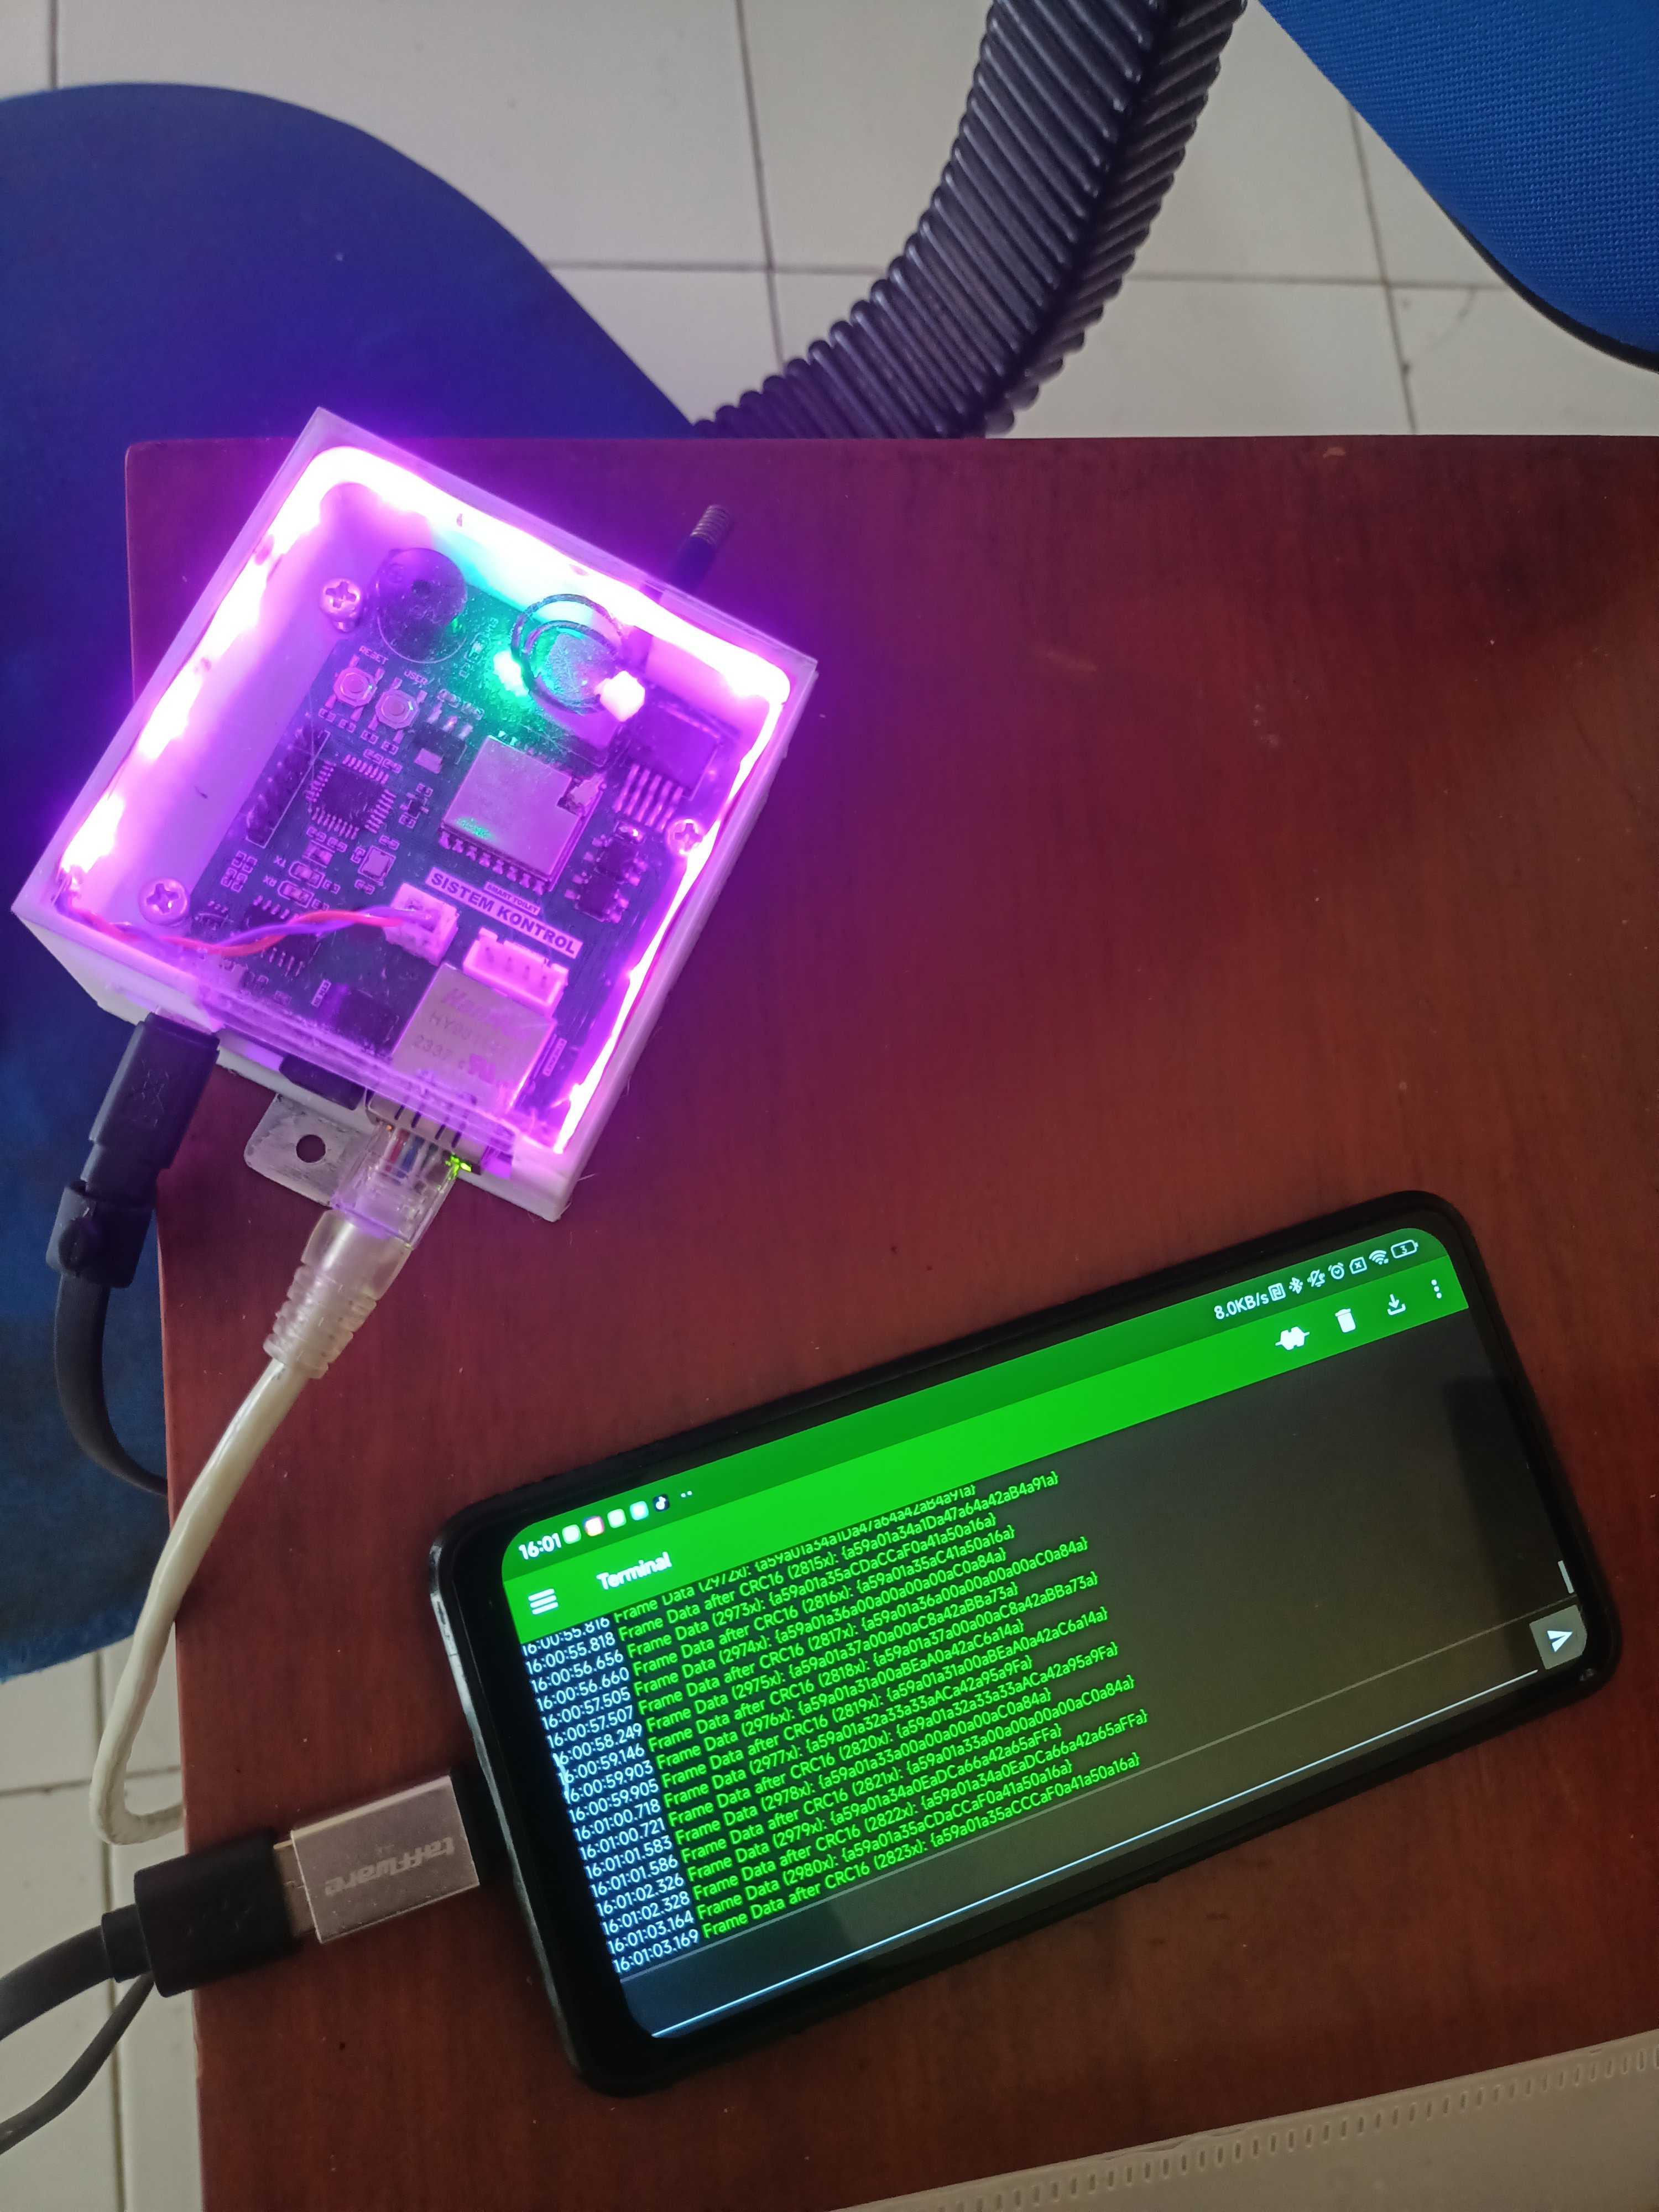 RESET
USER
SMART TOILET
SISTEM KONTROL
TX
RX
2337
16:01
8.0KB/s
3
Terminal
16:00:55.816 Frame Data (2972x): {a59a01a34a1Da47a64a42aB4a91a}
16:00:55.818 Frame Data after CRC16 (2815x): {a59a01a34a1Da47a64a42aB4a91a}
16:00:56.656 Frame Data (2973x): {a59a01a35aCDaCCaF0a41a50a16a}
16:00:56.660 Frame Data after CRC16 (2816x): {a59a01a35aC41a50a16a}
16:00:57.505 Frame Data (2974x): {a59a01a36a00a00a00a00aC0a84a}
16:00:57.507 Frame Data after CRC16 (2817x): {a59a01a36a00a00a00a00aC0a84a}
16:00:58.249 Frame Data (2975x): {a59a01a37a00a00aC8a42aBBa73a}
16:00:59.146 Frame Data after CRC16 (2818x): {a59a01a37a00a00aC8a42aBBa73a}
16:00:59.903 Frame Data (2976x): {a59a01a31a00aBEaA0a42aC6a14a}
16:00:59.905 Frame Data after CRC16 (2819x): {a59a01a31a00aBEaA0a42aC6a14a}
16:01:00.718 Frame Data (2977x): {a59a01a32a33a33aACa42a95a9Fa}
16:01:00.721 Frame Data after CRC16 (2820x): {a59a01a32a33a33aACa42a95a9Fa}
16:01:01.583 Frame Data (2978x): {a59a01a33a00a00a00a00aC0a84a}
16:01:01.586 Frame Data after CRC16 (2821x): {a59a01a33a00a00a00a00aC0a84a}
16:01:02.326 Frame Data (2979x): {a59a01a34a0EaDCa66a42a65aFFa}
16:01:02.328 Frame Data after CRC16 (2822x): {a59a01a34a0EaDCa66a42a65aFFa}
16:01:03.164 Frame Data (2980x): {a59a01a35aCDaCCaF0a41a50a16a}
16:01:03.169 Frame Data after CRC16 (2823x): {a59a01a35aCCCaF0a41a50a16a}
taffware